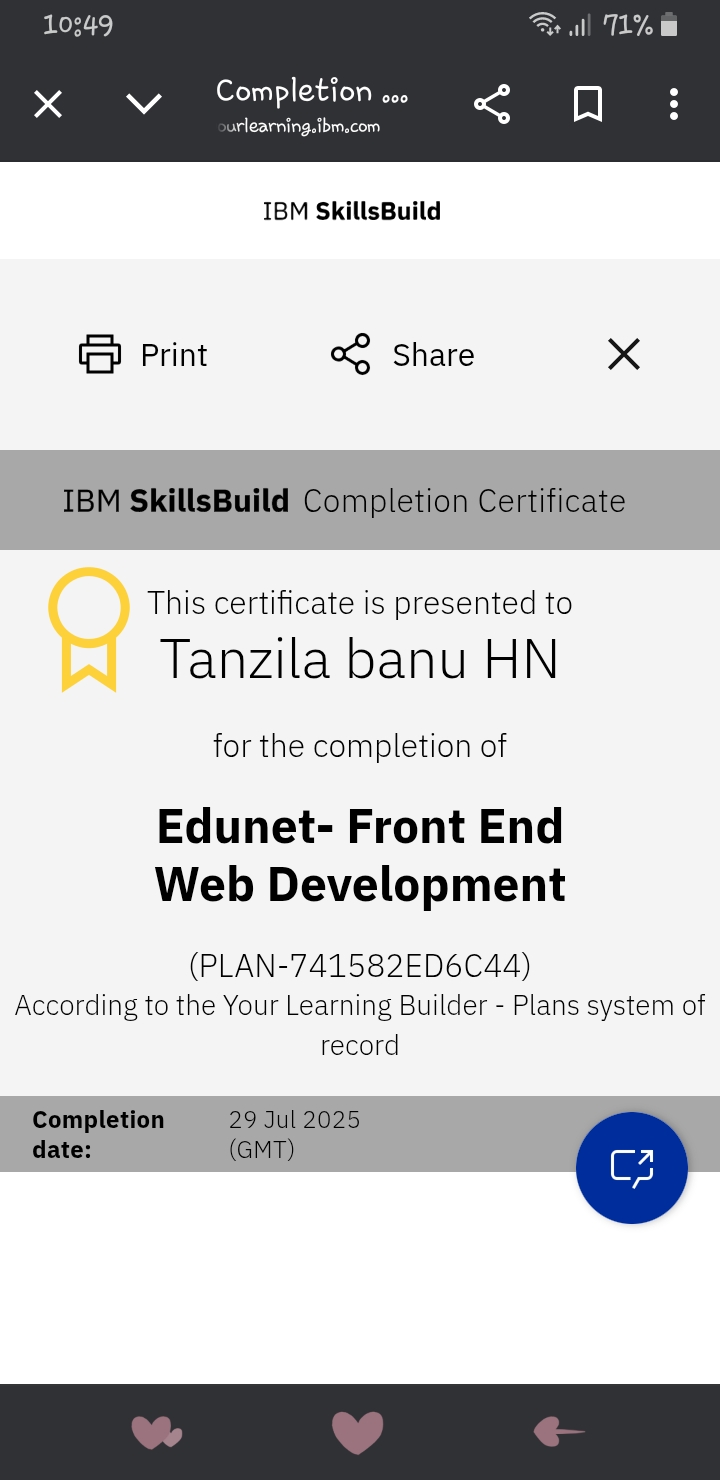 10:49
71%
Completion ...
ourlearning.ibm.com
IBM SkillsBuild
Print
Share
IBM SkillsBuild Completion Certificate
This certificate is presented to
Tanzila banu HN
for the completion of
Edunet- Front End
Web Development
(PLAN-741582ED6C44)
According to the Your Learning Builder - Plans system of
record
Completion
date:
29 Jul 2025
(GMT)